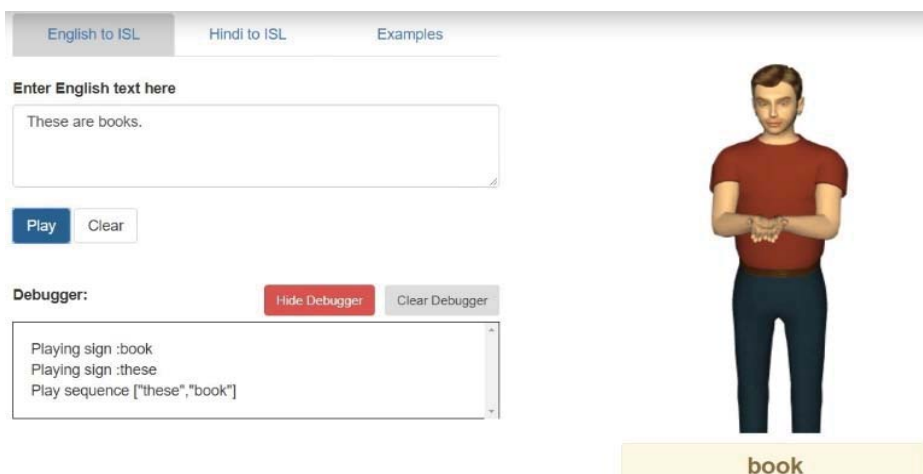 English to ISL Hindi to ISL Examples
Enter English text here
These are books.
Play Clear
Debugger: Hide Debugger Clear Debugger
Playing sign :book
Playing sign :these
Play sequence ["these","book"]
book